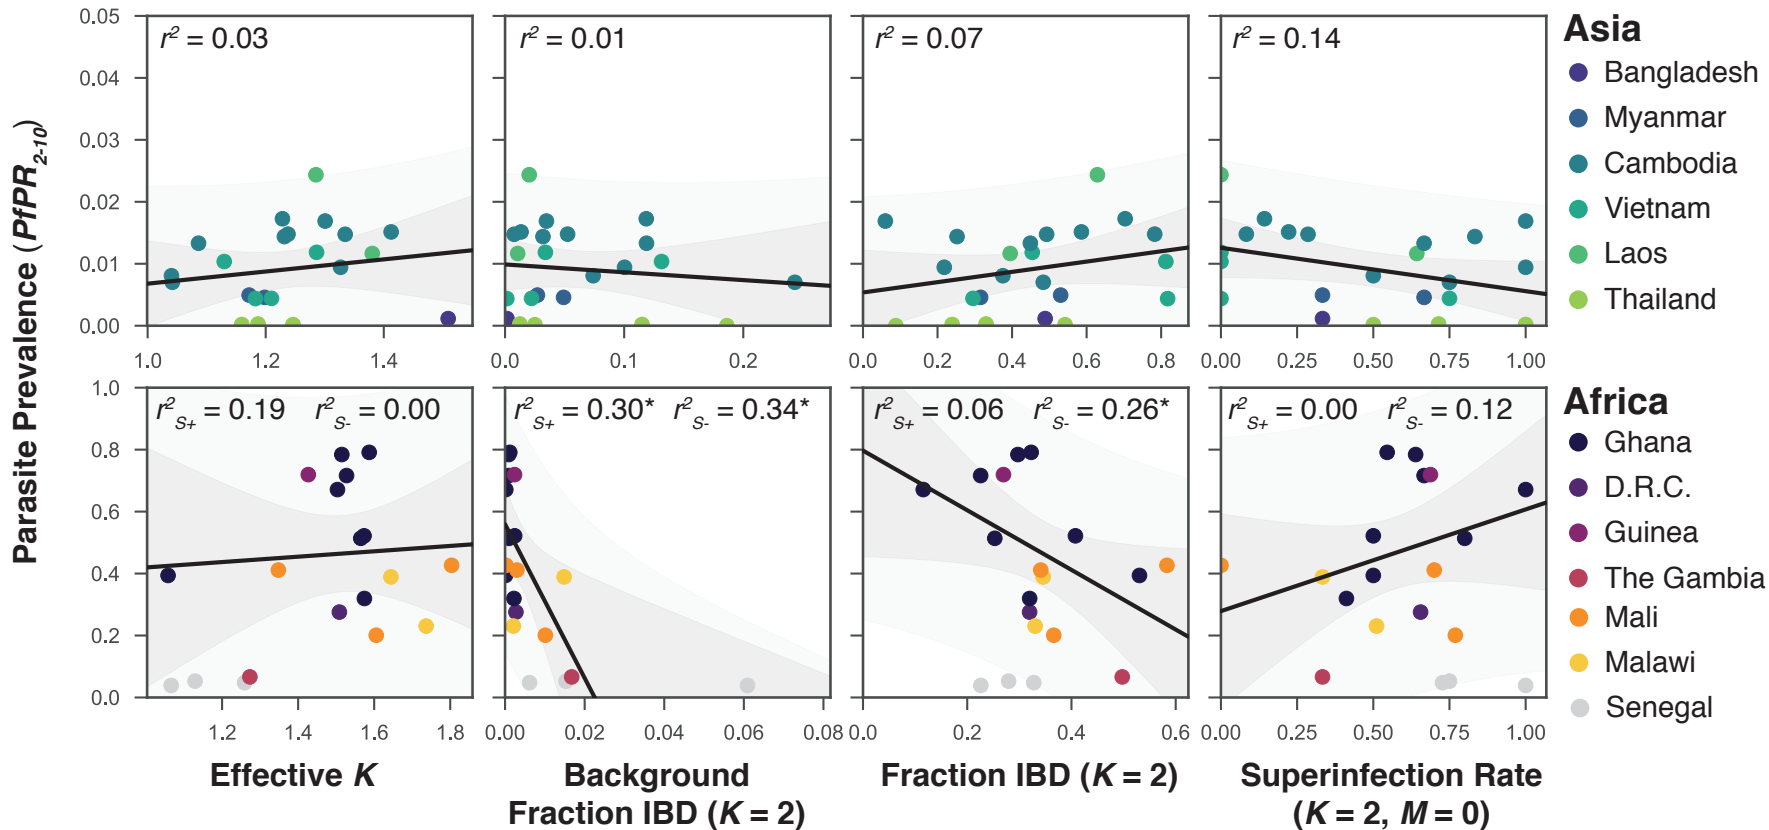 Parasite Prevalence (PfPR2-10)
0.05
0.04
0.03
0.02
0.01
0.00
r² = 0.03
r² = 0.01
r² = 0.07
r² = 0.14
1.0 1.2 1.4
0.0 0.1 0.2
0.0 0.2 0.4 0.6 0.8
0.00 0.25 0.50 0.75 1.00
Asia
Bangladesh
Myanmar
Cambodia
Vietnam
Laos
Thailand
1.0
0.8
0.6
0.4
0.2
0.0
r²S+ = 0.19 r²S- = 0.00
r²S+ = 0.30* r²S- = 0.34*
r²S+ = 0.06 r²S- = 0.26*
r²S+ = 0.00 r²S- = 0.12
1.2 1.4 1.6 1.8
0.00 0.02 0.04 0.06 0.08
0.0 0.2 0.4 0.6
0.00 0.25 0.50 0.75 1.00
Africa
Ghana
D.R.C.
Guinea
The Gambia
Mali
Malawi
Senegal
Effective K
Background
Fraction IBD (K = 2)
Fraction IBD (K = 2)
Superinfection Rate
(K = 2, M = 0)